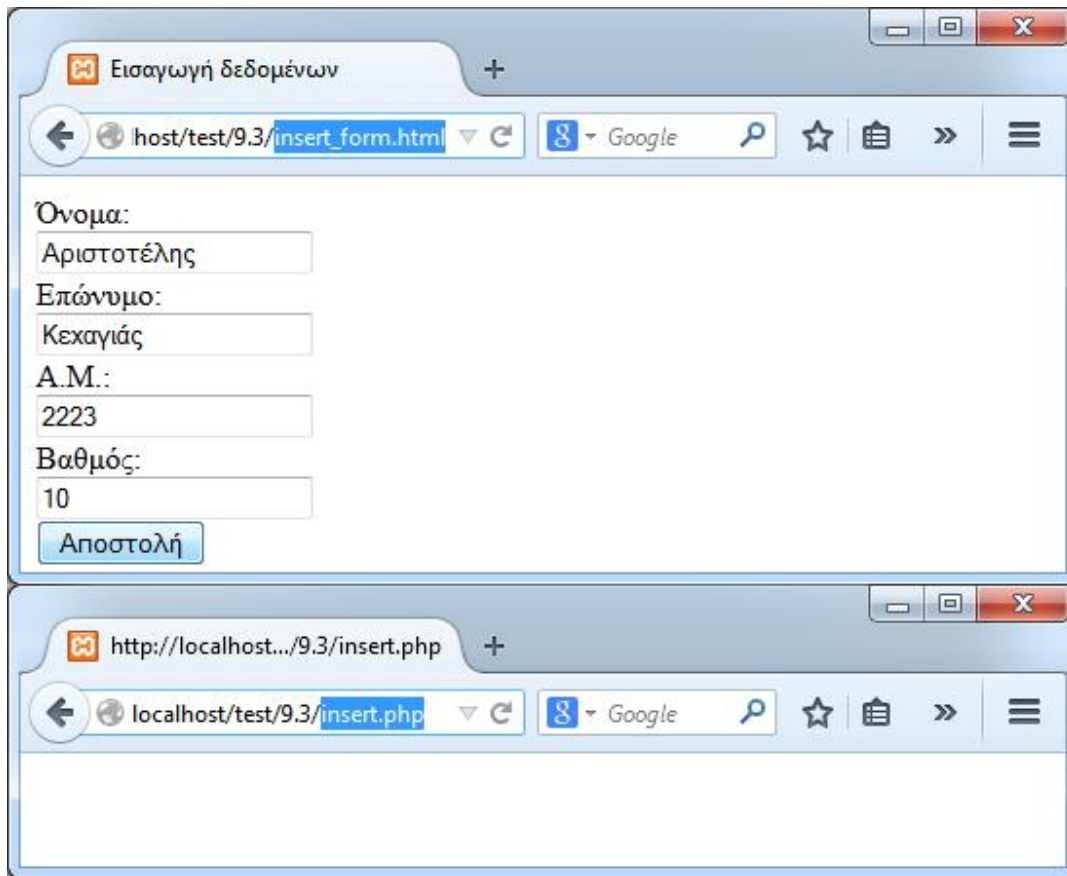 Εισαγωγή δεδομένων
host/test/9.3/insert_form.html
Google
Όνομα:
Αριστοτέλης
Επώνυμο:
Κεχαγιάς
Α.Μ.:
2223
Βαθμός:
10
Αποστολή
http://localhost.../9.3/insert.php
localhost/test/9.3/insert.php
Google